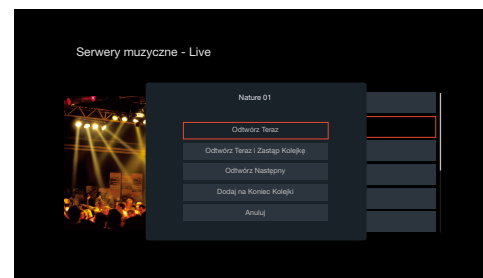 Serwery muzyczne - Live
Nature 01
Odtwórz Teraz
Odtwórz Teraz i Zastąp Kolejkę
Odtwórz Następny
Dodaj na Koniec Kolejki
Anuluj